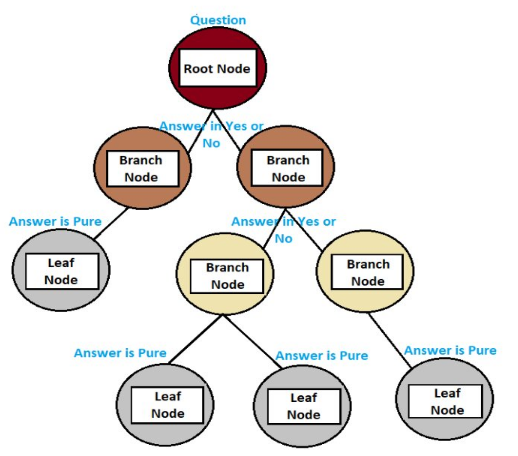 Question
Root Node
Answer in Yes or
No
Branch
Node
Branch
Node
Answer is Pure
Answer in Yes or
No
Leaf
Node
Branch
Node
Branch
Node
Answer is Pure
Answer is Pure
Answer is Pure
Leaf
Node
Leaf
Node
Leaf
Node